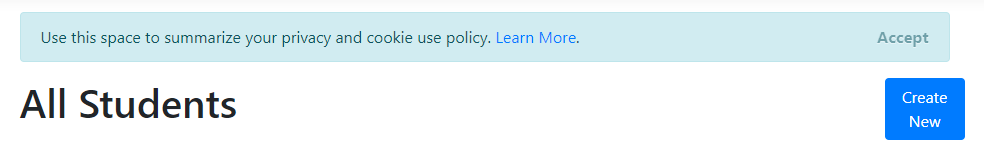 Use this space to summarize your privacy and cookie use policy. Learn More. Accept
All Students
Create
New